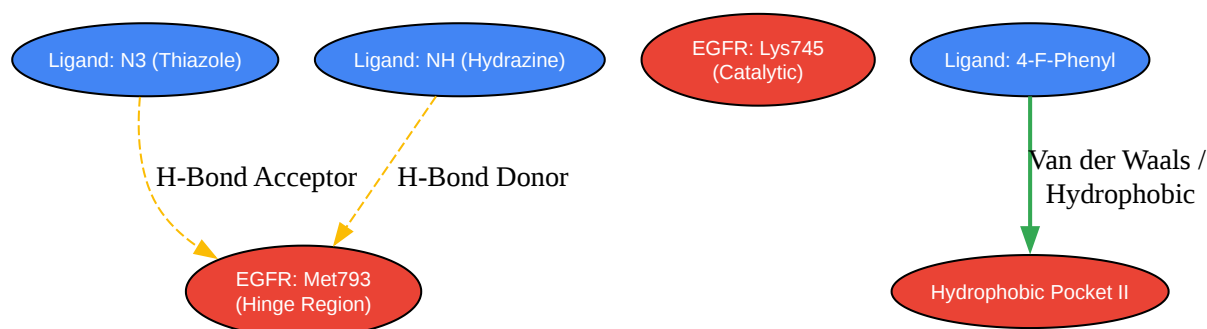 Ligand: N3 (Thiazole)
Ligand: NH (Hydrazine)
EGFR: Lys745
(Catalytic)
Ligand: 4-F-Phenyl
H-Bond Acceptor
H-Bond Donor
Van der Waals /
Hydrophobic
EGFR: Met793
(Hinge Region)
Hydrophobic Pocket II